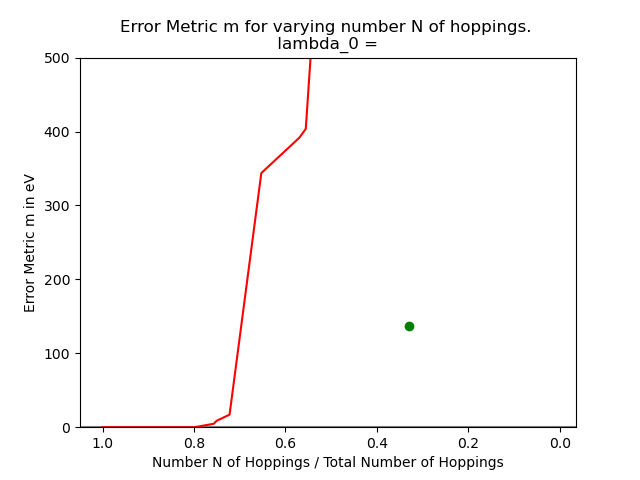 Error Metric m for varying number N of hoppings.
lambda_0 =
500
400
300
200
100
0
Error Metric m in eV
1.0 0.8 0.6 0.4 0.2 0.0
Number N of Hoppings / Total Number of Hoppings